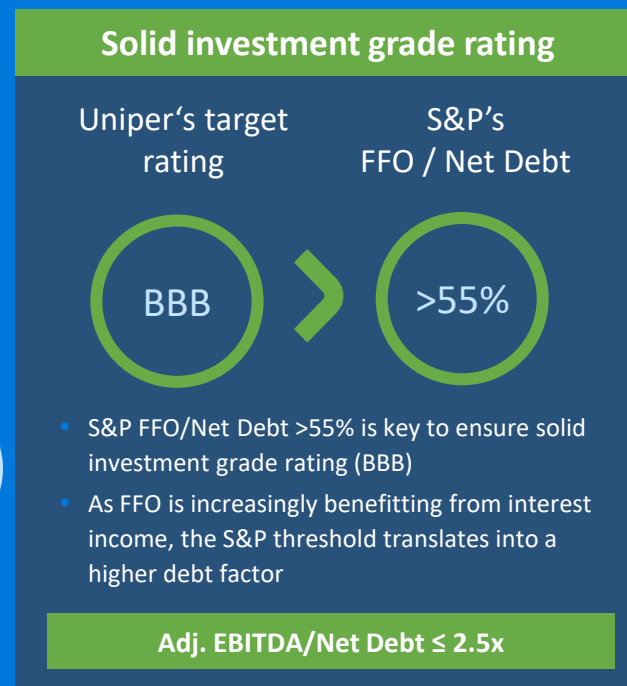 Solid investment grade rating
Uniper‘s target
rating
S&P’s
FFO / Net Debt
BBB
>55%
• S&P FFO/Net Debt >55% is key to ensure solid
investment grade rating (BBB)
• As FFO is increasingly benefitting from interest
income, the S&P threshold translates into a
higher debt factor
Adj. EBITDA/Net Debt ≤ 2.5x